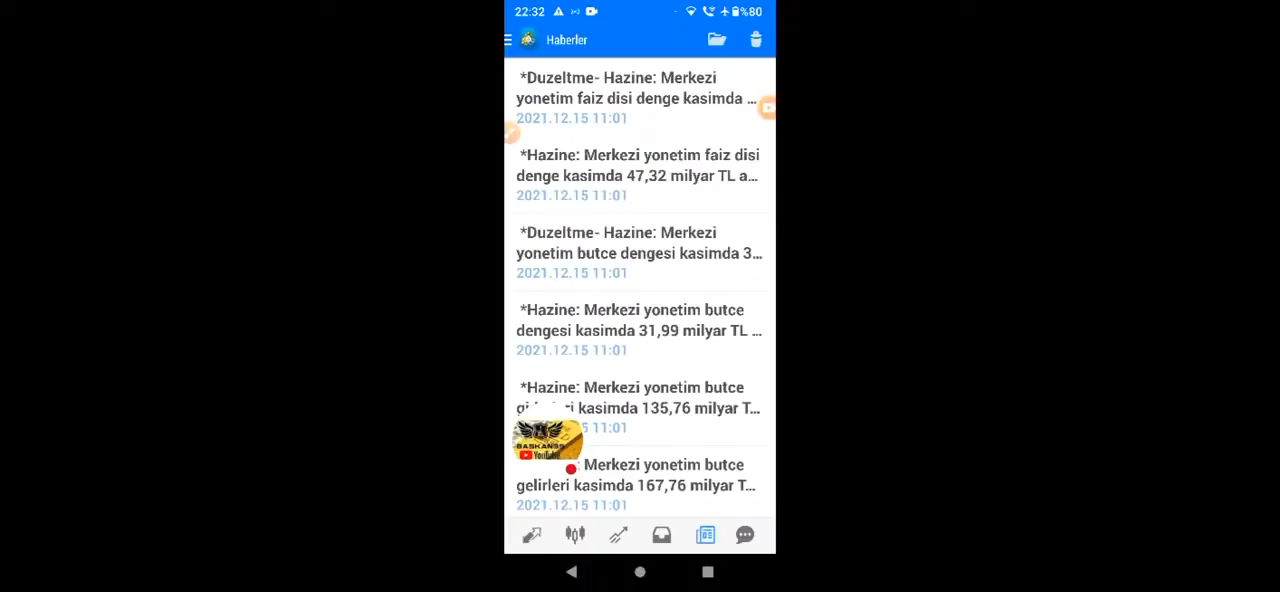 22:32
%80
Haberler
*Duzeltme- Hazine: Merkezi
yonetim faiz disi denge kasimda ...
2021.12.15 11:01
*Hazine: Merkezi yonetim faiz disi
denge kasimda 47,32 milyar TL a...
2021.12.15 11:01
*Duzeltme- Hazine: Merkezi
yonetim butce dengesi kasimda 3...
2021.12.15 11:01
*Hazine: Merkezi yonetim butce
dengesi kasimda 31,99 milyar TL ...
2021.12.15 11:01
*Hazine: Merkezi yonetim butce
kasimda 135,76 milyar T...
5 11:01
BASKAN59
YouTube
: Merkezi yonetim butce
gelirleri kasimda 167,76 milyar T...
2021.12.15 11:01